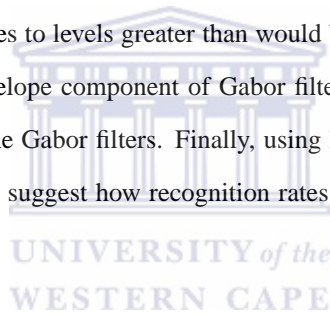 es to levels greater than would
elope component of Gabor filte
e Gabor filters. Finally, using
suggest how recognition rates
UNIVERSITY of the
WESTERN CAPE